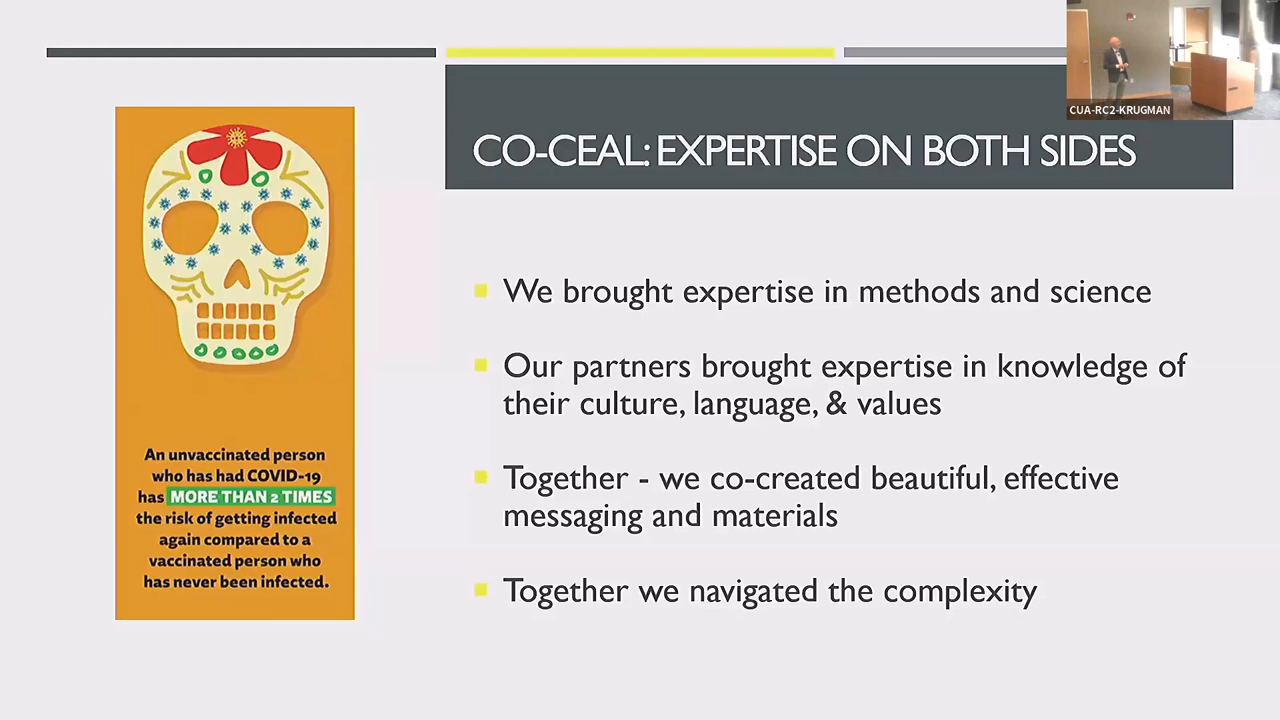 CUA-RC2-KRUGMAN
CO-CEAL: EXPERTISE ON BOTH SIDES
We brought expertise in methods and science
Our partners brought expertise in knowledge of
their culture, language, & values
Together - we co-created beautiful, effective
messaging and materials
Together we navigated the complexity
An unvaccinated person
who has had COVID-19
has MORE THAN 2 TIMES
the risk of getting infected
again compared to a
vaccinated person who
has never been infected.